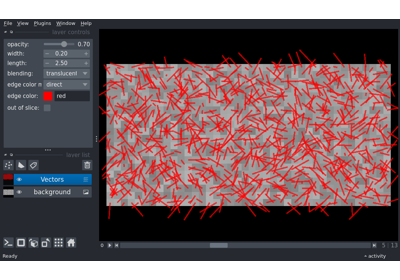 File View Plugins Window Help
layer controls
opacity: 0.70
width: 0.20
length: 2.50
blending: translucent
edge color m direct
edge color: red
out of slice:
layer list
Vectors
background
0
5 13
Ready
activity